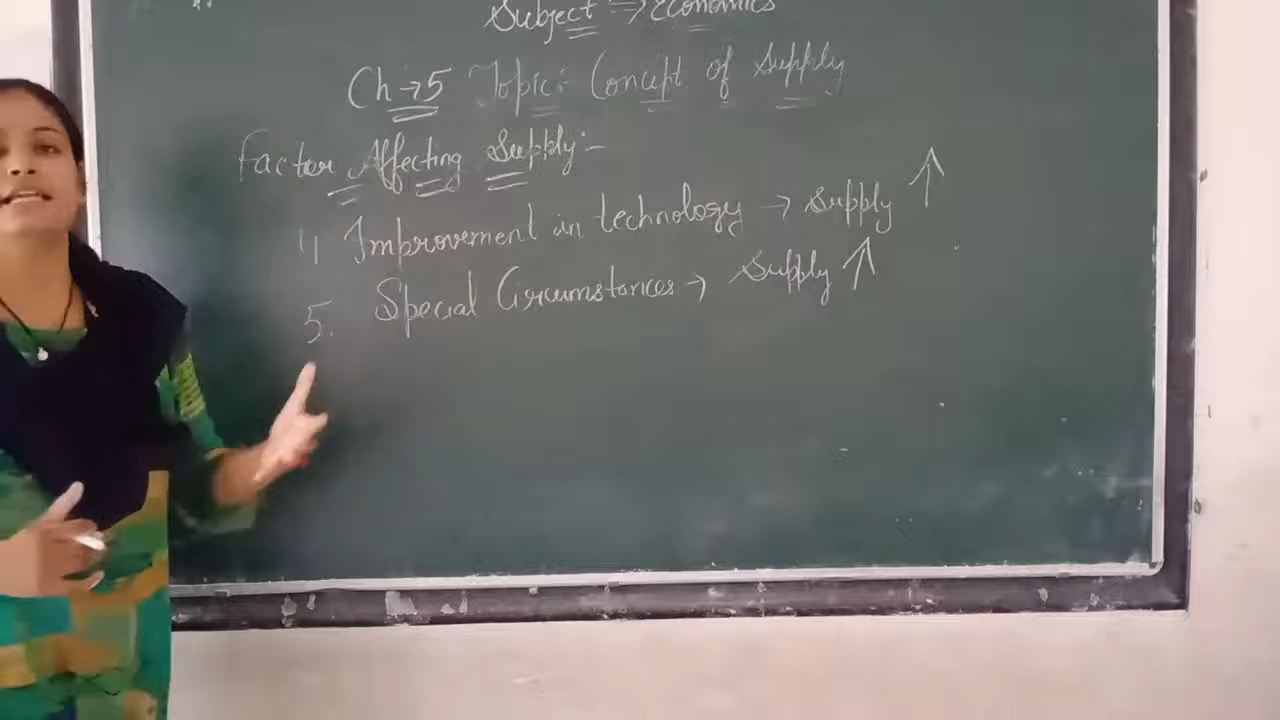 Subject ⇒ Economics
Ch→5 Topic:- Concept of Supply
Factor Affecting Supply:-
4 Improvement in technology → Supply ↑
5. Special Circumstances → Supply ↑